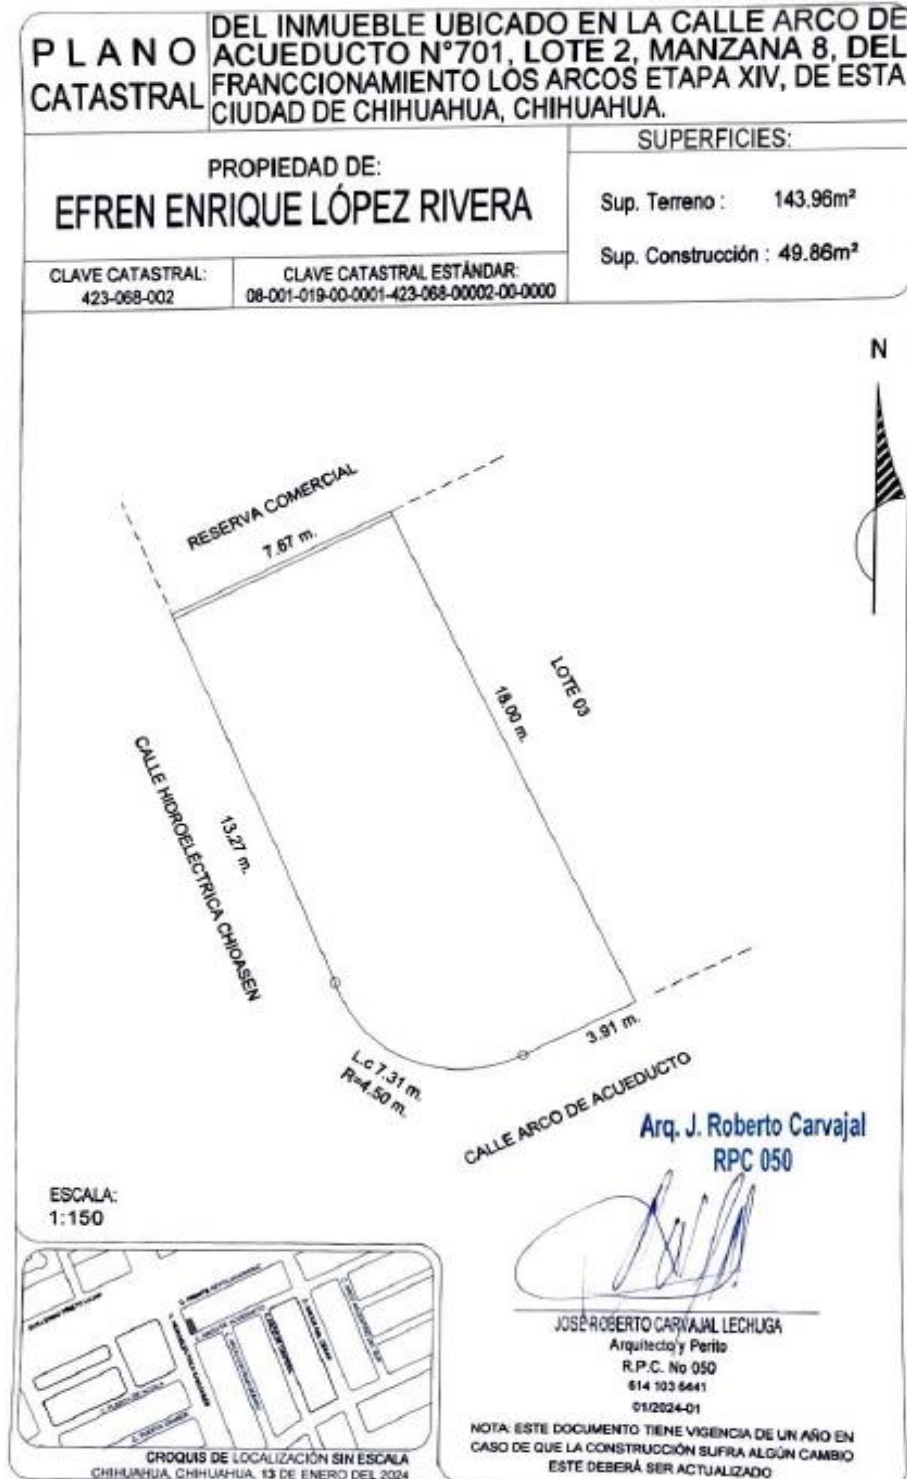 PLANO CATASTRAL
DEL INMUEBLE UBICADO EN LA CALLE ARCO DE
ACUEDUCTO N°701, LOTE 2, MANZANA 8, DEL
FRANCCIONAMIENTO LOS ARCOS ETAPA XIV, DE ESTA
CIUDAD DE CHIHUAHUA, CHIHUAHUA.
PROPIEDAD DE:
EFREN ENRIQUE LÓPEZ RIVERA
SUPERFICIES:
Sup. Terreno : 143.96m²
Sup. Construcción : 49.86m²
CLAVE CATASTRAL:
423-068-002
CLAVE CATASTRAL ESTÁNDAR:
08-001-019-00-0001-423-068-00002-00-0000
N
RESERVA COMERCIAL
7.67 m.
LOTE 03
18.00 m.
CALLE HIDROELÉCTRICA CHIOASEN
13.27 m.
3.91 m.
L.c 7.31 m.
R=4.50 m.
CALLE ARCO DE ACUEDUCTO
Arq. J. Roberto Carvajal
RPC 050
ESCALA:
1:150
JOSE ROBERTO CARVAJAL LECHUGA
Arquitecto y Perito
R.P.C. No 050
614 103 6441
01/2024-01
NOTA: ESTE DOCUMENTO TIENE VIGENCIA DE UN AÑO EN
CASO DE QUE LA CONSTRUCCIÓN SUFRA ALGÚN CAMBIO
ESTE DEBERÁ SER ACTUALIZADO
CROQUIS DE LOCALIZACIÓN SIN ESCALA
CHIHUAHUA, CHIHUAHUA, 13 DE ENERO DEL 2024